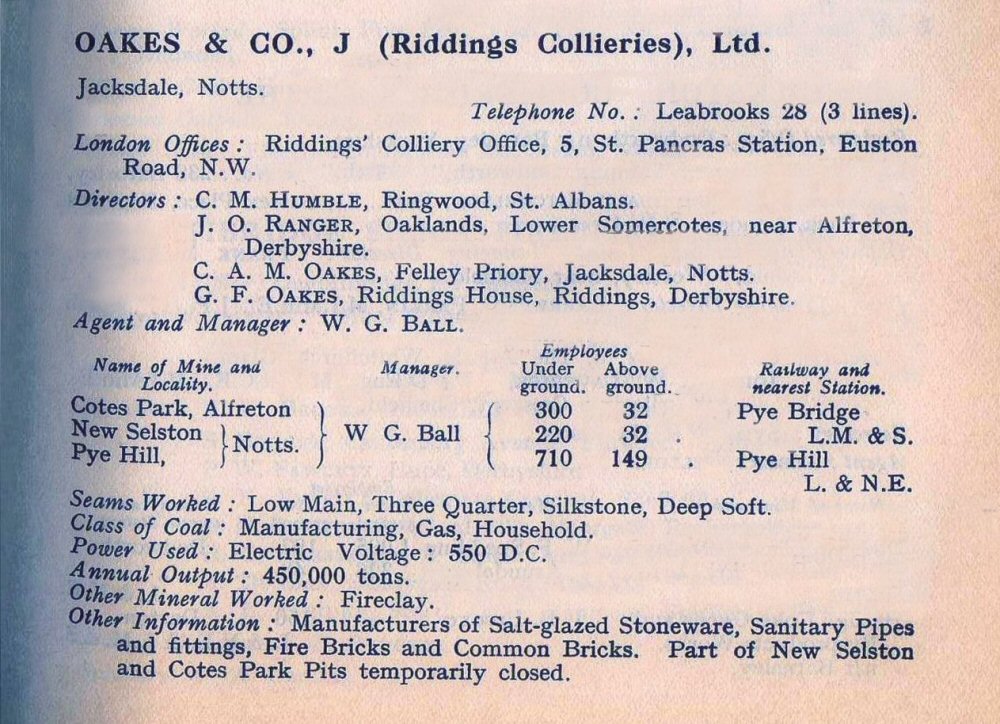 OAKES & CO., J (Riddings Collieries), Ltd.
Jacksdale, Notts.
Telephone No. : Leabrooks 28 (3 lines).
London Offices : Riddings' Colliery Office, 5, St. Pancras Station, Euston
Road, N.W.
Directors : C. M. HUMBLE, Ringwood, St. Albans.
J. O. RANGER, Oaklands, Lower Somercotes, near Alfreton,
Derbyshire.
C. A. M. OAKES, Felley Priory, Jacksdale, Notts.
G. F. OAKES, Riddings House, Riddings, Derbyshire.
Agent and Manager : W. G. BALL.
Employees
Name of Mine and Manager. Under Above Railway and
Locality. ground. ground. nearest Station.
Cotes Park, Alfreton 300 32 Pye Bridge
New Selston } Notts. } W G. Ball { 220 32 . L.M. & S.
Pye Hill, 710 149 . Pye Hill
L. & N.E.
Seams Worked : Low Main, Three Quarter, Silkstone, Deep Soft.
Class of Coal : Manufacturing, Gas, Household.
Power Used : Electric Voltage : 550 D.C.
Annual Output : 450,000 tons.
Other Mineral Worked : Fireclay.
Other Information : Manufacturers of Salt-glazed Stoneware, Sanitary Pipes
and fittings, Fire Bricks and Common Bricks. Part of New Selston
and Cotes Park Pits temporarily closed.